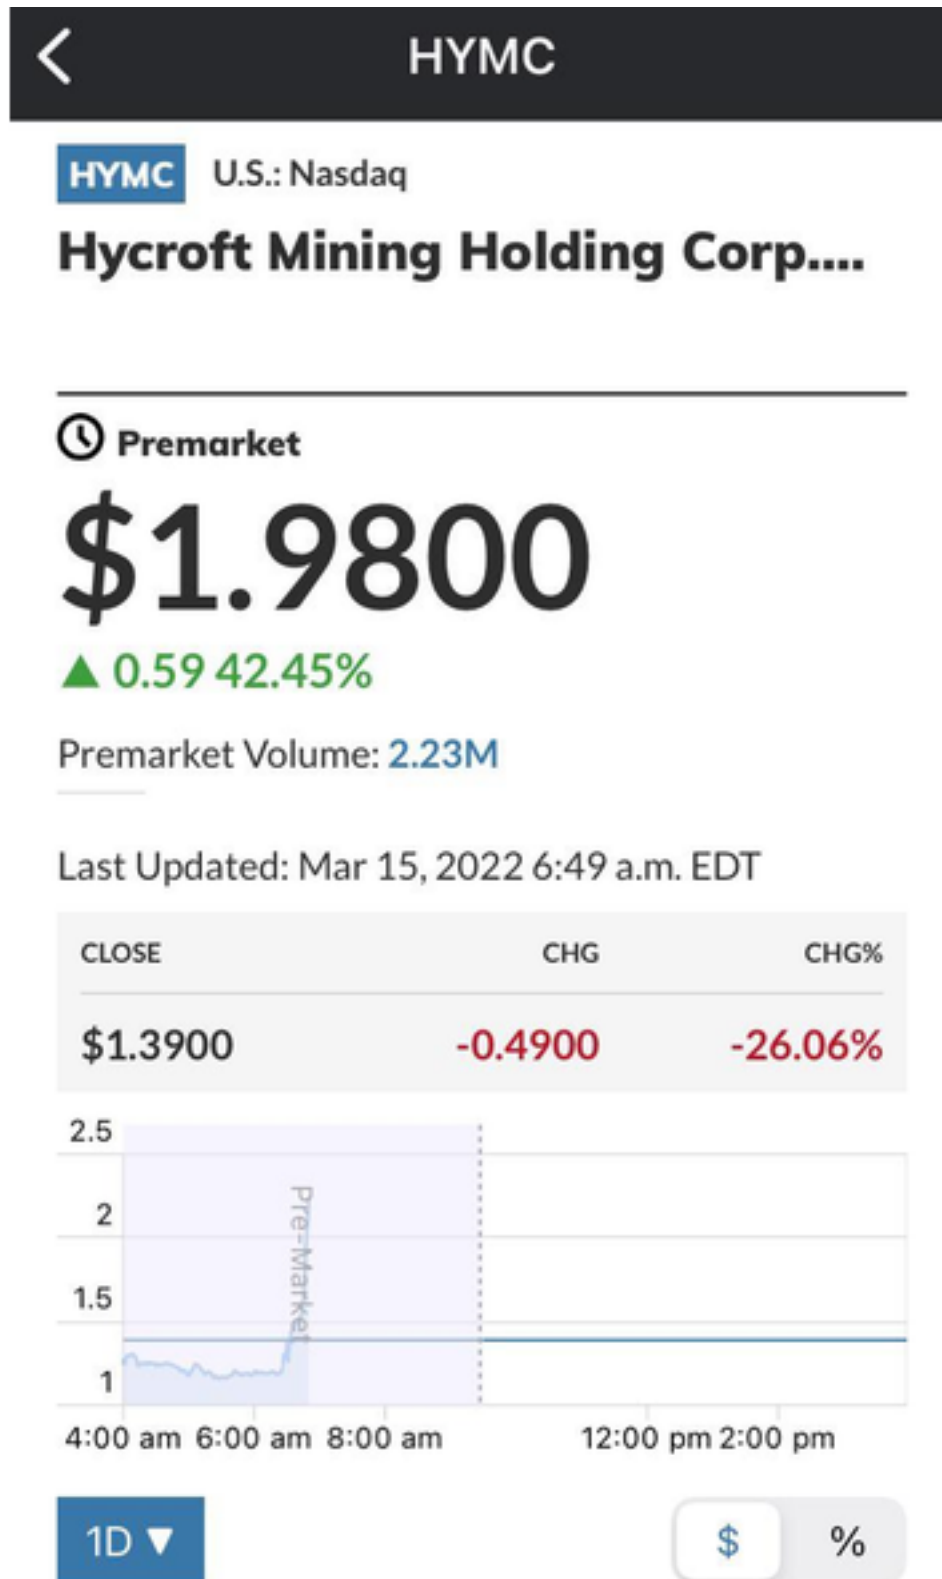 HYMC
HYMC U.S.: Nasdaq
Hycroft Mining Holding Corp....
Premarket
$1.9800
▲ 0.59 42.45%
Premarket Volume: 2.23M
Last Updated: Mar 15, 2022 6:49 a.m. EDT
CLOSE CHG CHG%
$1.3900 -0.4900 -26.06%
2.5
2
1.5
1
Pre-Market
4:00 am 6:00 am 8:00 am 12:00 pm 2:00 pm
1D ▼ $ %